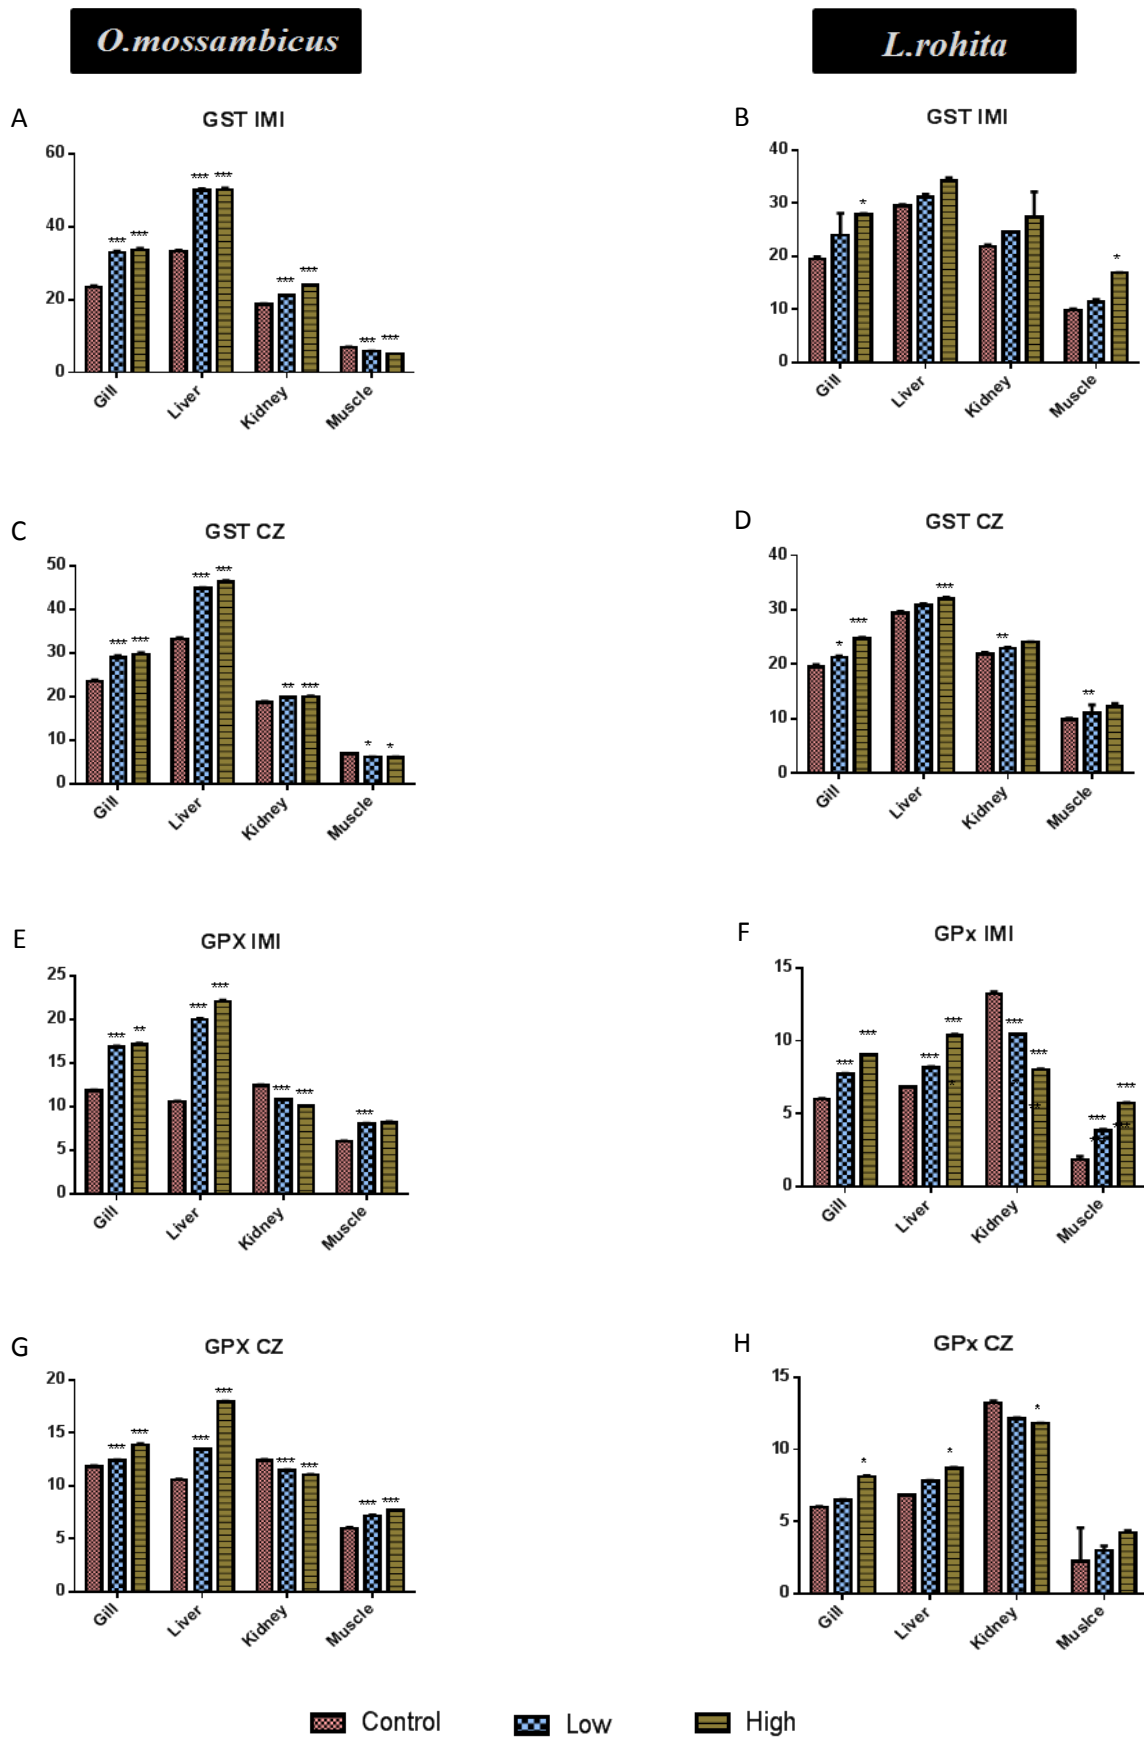 O.mossambicus
L.rohita
A
GST IMI
60
40
20
0
*** *** *** *** *** *** *** ***
Gill Liver Kidney Muscle
B
GST IMI
40
30
20
10
0
* *
Gill Liver Kidney Muscle
C
GST CZ
50
40
30
20
10
0
*** *** *** *** ** *** * *
Gill Liver Kidney Muscle
D
GST CZ
40
30
20
10
0
* *** *** ** **
Gill Liver Kidney Muscle
E
GPX IMI
25
20
15
10
5
0
*** ** *** *** *** *** ***
Gill Liver Kidney Muscle
F
GPx IMI
15
10
5
0
*** *** *** *** *** *** *** ***
Gill Liver Kidney Muscle
G
GPX CZ
20
15
10
5
0
*** *** *** *** *** *** *** ***
Gill Liver Kidney Muscle
H
GPx CZ
15
10
5
0
* * *
Gill Liver Kidney Muslce
Control Low High